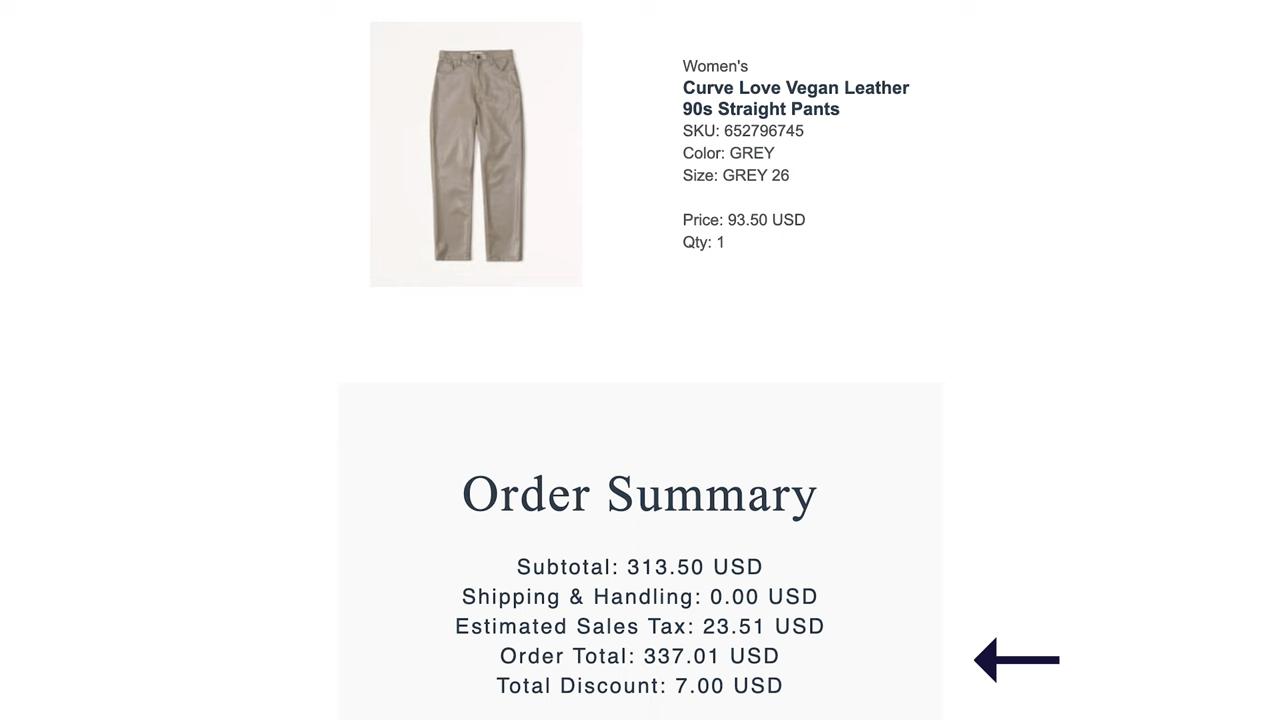 Women's
Curve Love Vegan Leather
90s Straight Pants
SKU: 652796745
Color: GREY
Size: GREY 26
Price: 93.50 USD
Qty: 1
Order Summary
Subtotal: 313.50 USD
Shipping & Handling: 0.00 USD
Estimated Sales Tax: 23.51 USD
Order Total: 337.01 USD
Total Discount: 7.00 USD